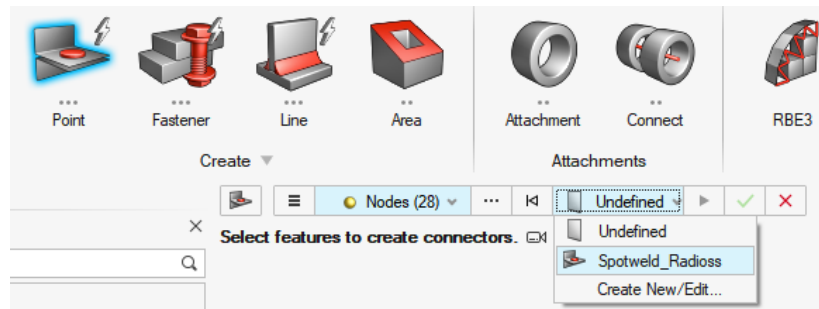 Point Fastener Line Area Attachment Connect RBE3
Create Attachments
Nodes (28) Undefined
Select features to create connectors.
Undefined
Spotweld_Radioss
Create New/Edit...